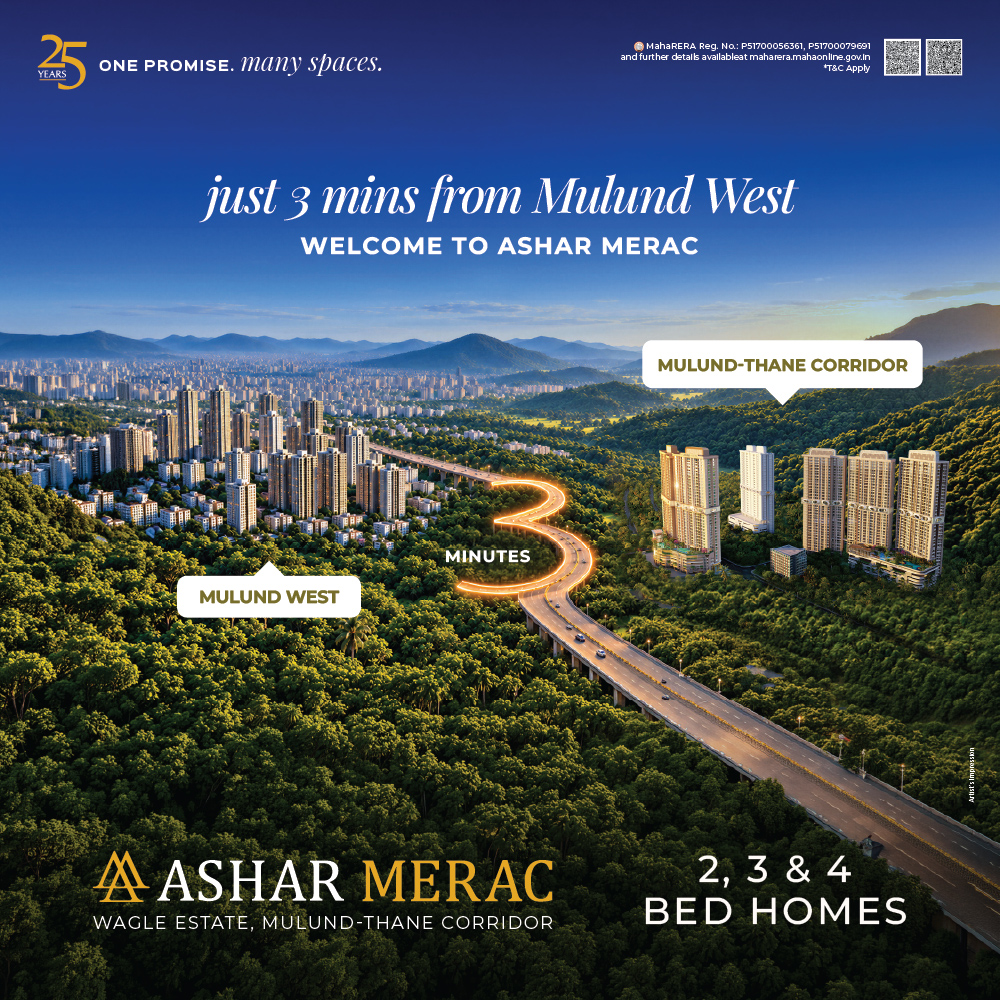 25
YEARS
ONE PROMISE. many spaces.
MahaRERA Reg. No.: P51700056361, P51700079691
and further details availableat maharera.mahaonline.gov.in
*T&C Apply
just 3 mins from Mulund West
WELCOME TO ASHAR MERAC
MULUND-THANE CORRIDOR
3
MINUTES
MULUND WEST
Artist's Impression
ASHAR MERAC
WAGLE ESTATE, MULUND-THANE CORRIDOR
2, 3 & 4
BED HOMES